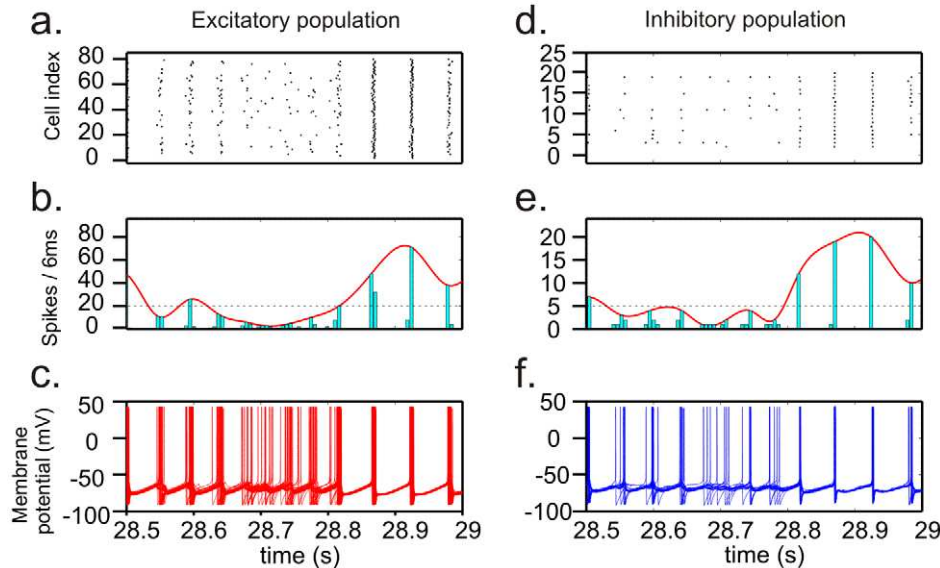 a.
Excitatory population
d.
Inhibitory population
Cell index
80
60
40
20
0
25
20
15
10
5
0
b.
e.
Spikes / 6ms
80
60
40
20
0
20
15
10
5
0
c.
f.
Membrane
potential (mV)
50
0
-50
-100
50
0
-50
-100
28.5 28.6 28.7 28.8 28.9 29
time (s)
28.5 28.6 28.7 28.8 28.9 29
time (s)